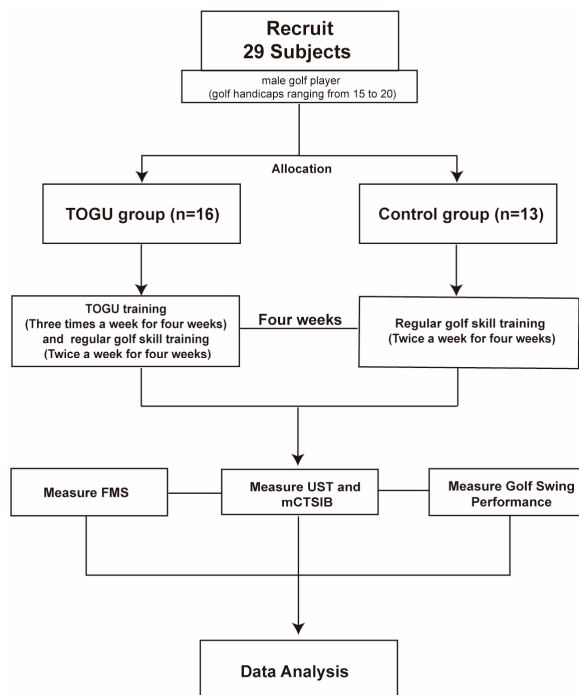 Recruit
29 Subjects
male golf player
(golf handicaps ranging from 15 to 20)
Allocation
TOGU group (n=16)
Control group (n=13)
TOGU training
(Three times a week for four weeks)
and regular golf skill training
(Twice a week for four weeks)
Four weeks
Regular golf skill training
(Twice a week for four weeks)
Measure FMS
Measure UST and
mCTSIB
Measure Golf Swing
Performance
Data Analysis